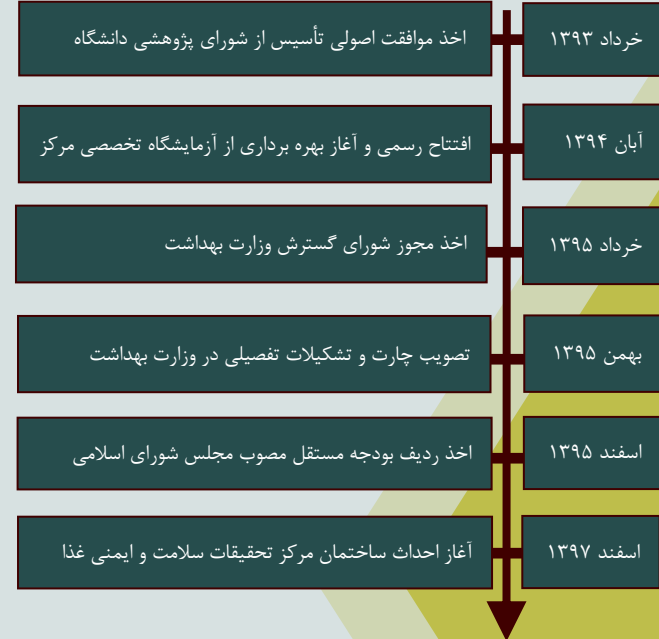 خرداد ۱۳۹۳
اخذ موافقت اصولی تأسیس از شورای پژوهشی دانشگاه
آبان ۱۳۹۴
افتتاح رسمی و آغاز بهره برداری از آزمایشگاه تخصصی مرکز
خرداد ۱۳۹۵
اخذ مجوز شورای گسترش وزارت بهداشت
بهمن ۱۳۹۵
تصویب چارت و تشکیلات تفصیلی در وزارت بهداشت
اسفند ۱۳۹۵
اخذ ردیف بودجه مستقل مصوب مجلس شورای اسلامی
اسفند ۱۳۹۷
آغاز احداث ساختمان مرکز تحقیقات سلامت و ایمنی غذا